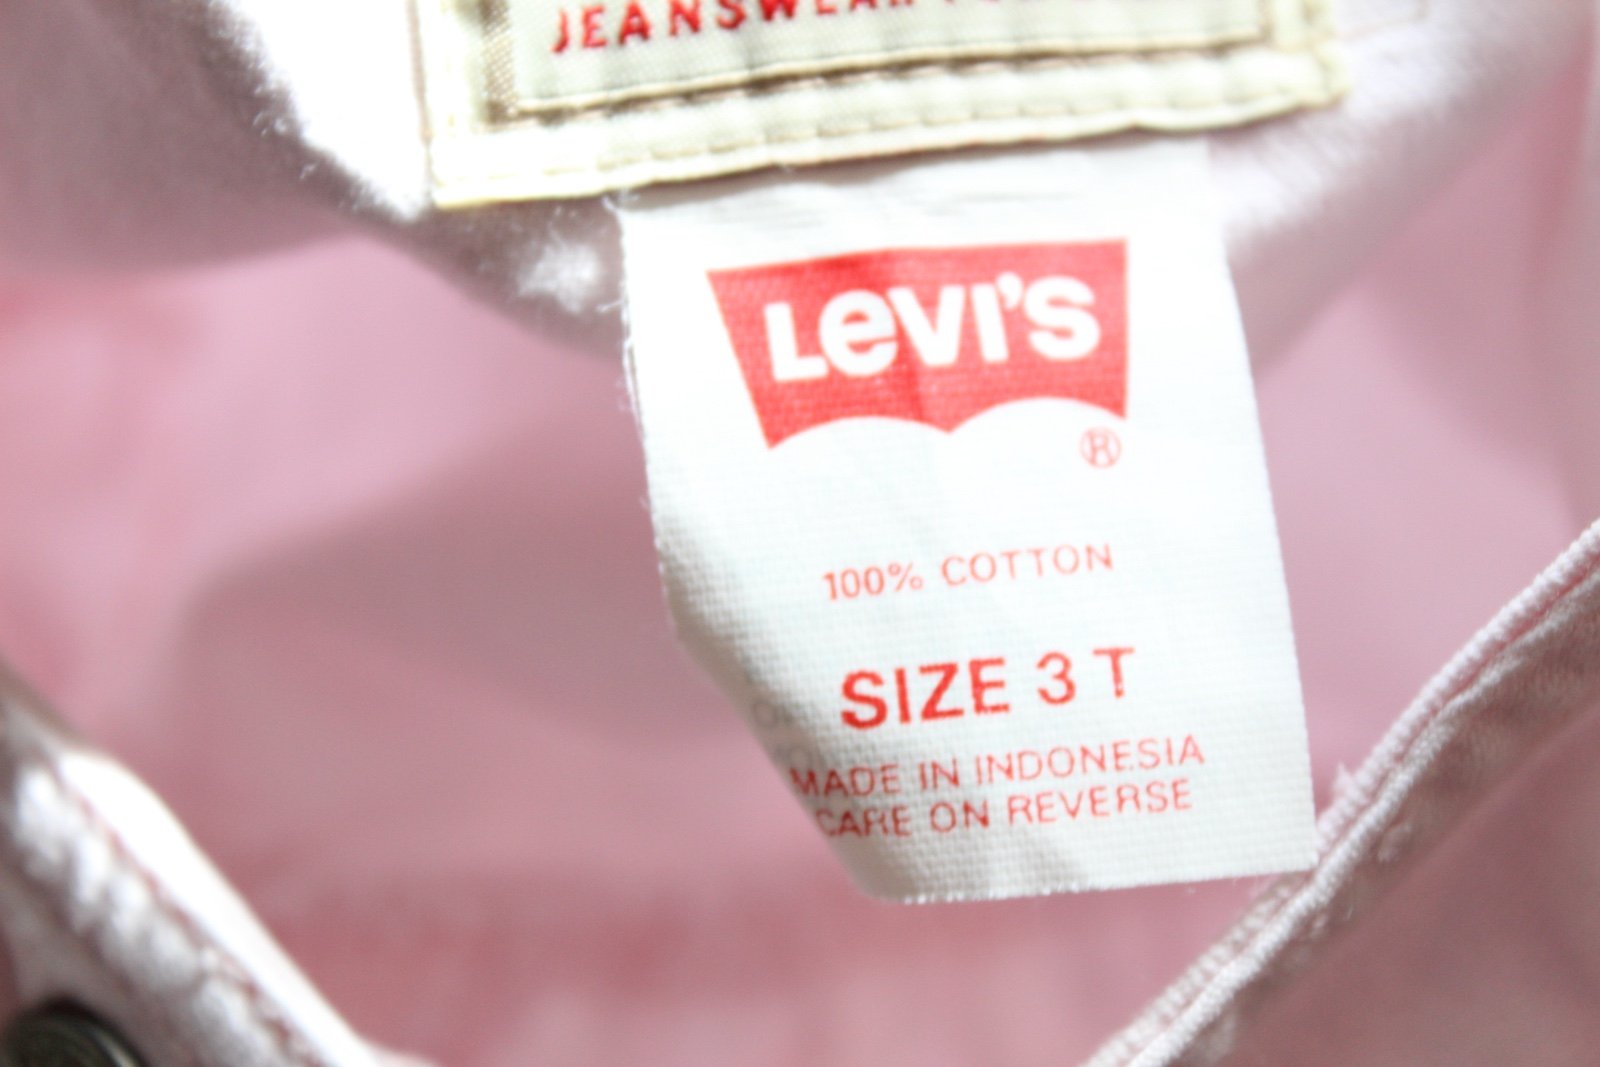 JEANSWEAR
LEVI'S
®
100% COTTON
SIZE 3 T
MADE IN INDONESIA
CARE ON REVERSE